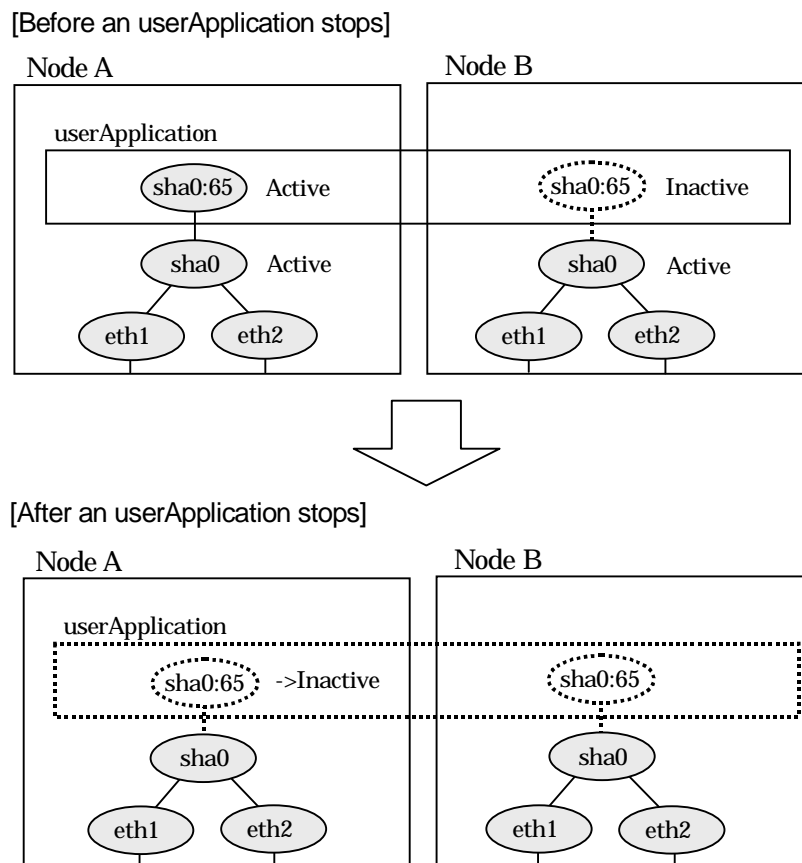 [Before an userApplication stops]
Node A
Node B
userApplication
sha0:65 Active
sha0:65 Inactive
sha0 Active
sha0 Active
eth1 eth2
eth1 eth2
[After an userApplication stops]
Node A
Node B
userApplication
sha0:65 ->Inactive
sha0:65
sha0
sha0
eth1 eth2
eth1 eth2